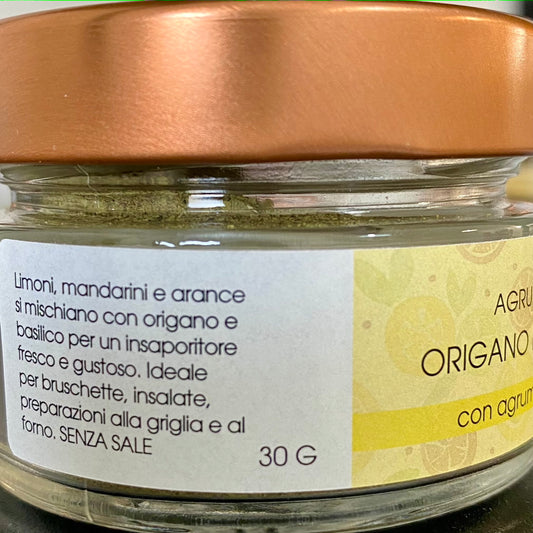 Limoni, mandarini e arance
si mischiano con origano e
basilico per un insaporitore
fresco e gustoso. Ideale
per bruschette, insalate,
preparazioni alla griglia e al
forno. SENZA SALE
30 G
ORIGANO
con